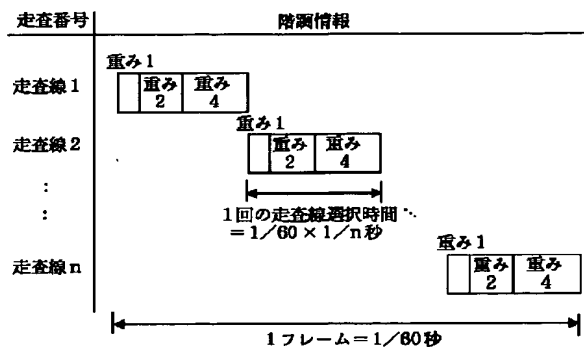 走査番号
階調情報
重み1
走査線1
重み
2
重み
4
重み1
走査線2
重み
2
重み
4
:
:
1回の走査線選択時間
=1/60×1/n秒
重み1
走査線n
重み
2
重み
4
1フレーム=1/60秒